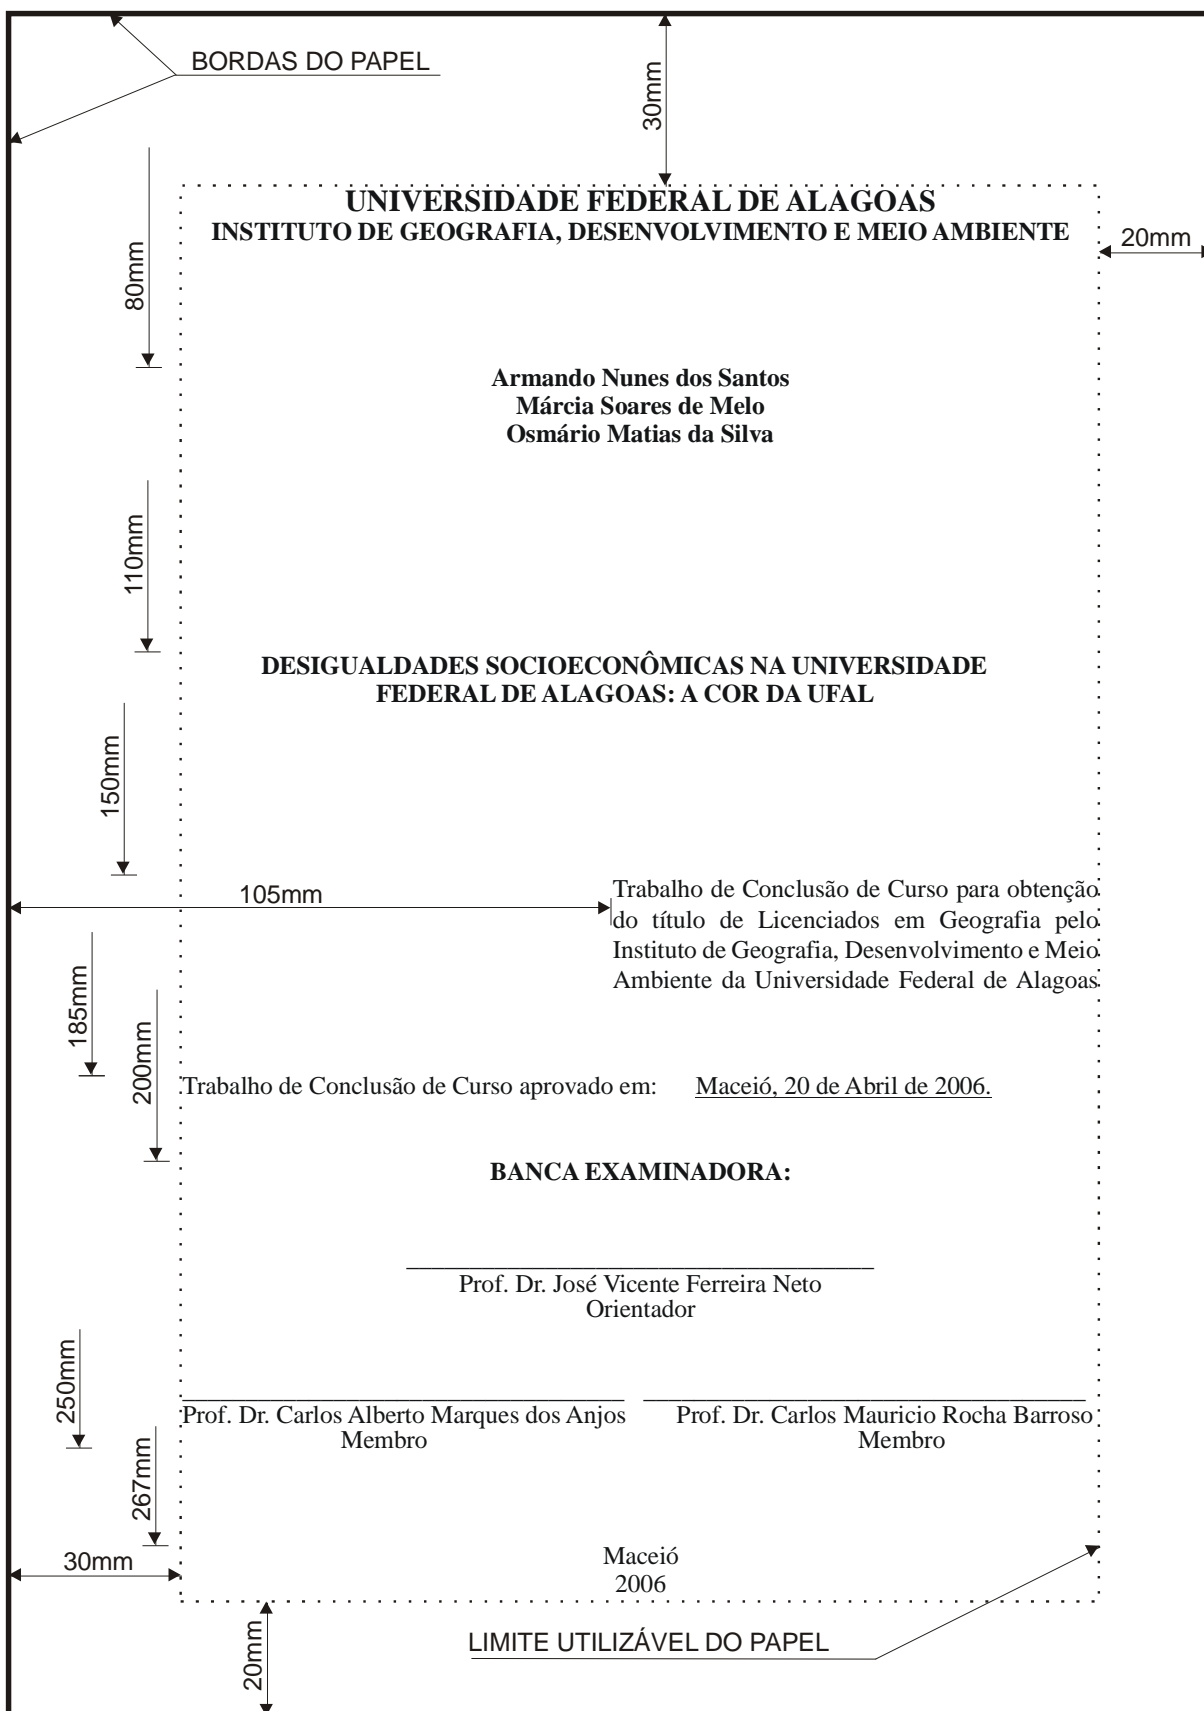 BORDAS DO PAPEL
30mm
UNIVERSIDADE FEDERAL DE ALAGOAS
INSTITUTO DE GEOGRAFIA, DESENVOLVIMENTO E MEIO AMBIENTE
20mm
80mm
Armando Nunes dos Santos
Márcia Soares de Melo
Osmário Matias da Silva
110mm
DESIGUALDADES SOCIOECONÔMICAS NA UNIVERSIDADE
FEDERAL DE ALAGOAS: A COR DA UFAL
150mm
105mm
Trabalho de Conclusão de Curso para obtenção
do título de Licenciados em Geografia pelo
Instituto de Geografia, Desenvolvimento e Meio
Ambiente da Universidade Federal de Alagoas
185mm
200mm
Trabalho de Conclusão de Curso aprovado em: Maceió, 20 de Abril de 2006.
BANCA EXAMINADORA:
Prof. Dr. José Vicente Ferreira Neto
Orientador
250mm
Prof. Dr. Carlos Alberto Marques dos Anjos Prof. Dr. Carlos Mauricio Rocha Barroso
Membro Membro
267mm
30mm
Maceió
2006
20mm
LIMITE UTILIZÁVEL DO PAPEL